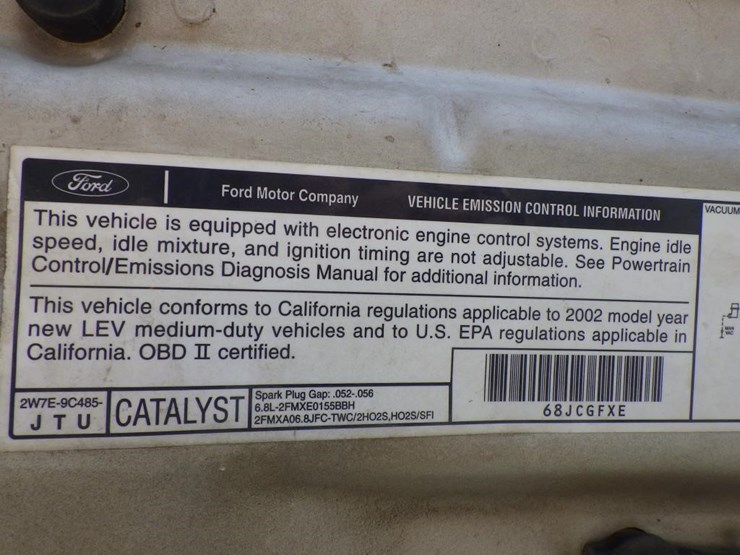 Ford
Ford Motor Company
VEHICLE EMISSION CONTROL INFORMATION
VACUUM
This vehicle is equipped with electronic engine control systems. Engine idle
speed, idle mixture, and ignition timing are not adjustable. See Powertrain
Control/Emissions Diagnosis Manual for additional information.
This vehicle conforms to California regulations applicable to 2002 model year
new LEV medium-duty vehicles and to U.S. EPA regulations applicable in
California. OBD II certified.
2W7E-9C485-
JTU
CATALYST
Spark Plug Gap: .052-.056
6.8L-2FMXE0155BBH
2FMXA06.8JFC-TWC/2HO2S,HO2S/SFI
68JCGFXE